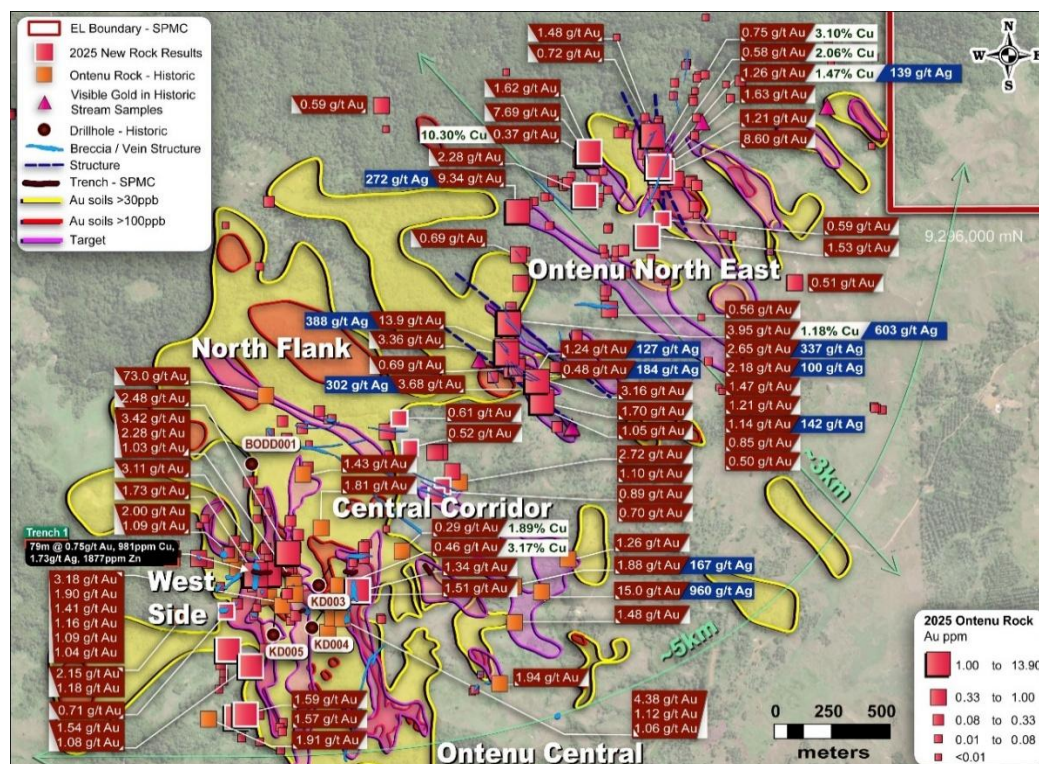 EL Boundary - SPMC
2025 New Rock Results
Ontenu Rock - Historic
Visible Gold in Historic
Stream Samples
Drillhole - Historic
Breccia / Vein Structure
Structure
Trench - SPMC
Au soils >30ppb
Au soils >100ppb
Target
N
W
E
S
1.48 g/t Au
0.72 g/t Au
0.75 g/t Au 3.10% Cu
0.58 g/t Au 2.06% Cu
1.26 g/t Au 1.47% Cu 139 g/t Ag
1.63 g/t Au
1.21 g/t Au
8.60 g/t Au
0.59 g/t Au
1.62 g/t Au
7.69 g/t Au
10.30% Cu 0.37 g/t Au
2.28 g/t Au
272 g/t Ag 9.34 g/t Au
0.69 g/t Au
0.59 g/t Au
1.53 g/t Au
9,296,000 mN
Ontenu North East
0.51 g/t Au
388 g/t Ag 13.9 g/t Au
3.36 g/t Au
0.69 g/t Au
302 g/t Ag 3.68 g/t Au
North Flank
1.24 g/t Au 127 g/t Ag
0.48 g/t Au 184 g/t Ag
3.16 g/t Au
1.70 g/t Au
1.05 g/t Au
0.56 g/t Au
3.95 g/t Au 1.18% Cu 603 g/t Ag
2.65 g/t Au 337 g/t Ag
2.18 g/t Au 100 g/t Ag
1.47 g/t Au
1.21 g/t Au
1.14 g/t Au 142 g/t Ag
0.85 g/t Au
0.50 g/t Au
73.0 g/t Au
2.48 g/t Au
3.42 g/t Au
2.28 g/t Au
1.03 g/t Au
3.11 g/t Au
1.73 g/t Au
2.00 g/t Au
1.09 g/t Au
BODD001
0.61 g/t Au
0.52 g/t Au
1.43 g/t Au
1.81 g/t Au
2.72 g/t Au
1.10 g/t Au
0.89 g/t Au
0.70 g/t Au
Central Corridor
~3km
0.29 g/t Au 1.89% Cu
0.46 g/t Au 3.17% Cu
1.34 g/t Au
1.51 g/t Au
1.26 g/t Au
1.88 g/t Au 167 g/t Ag
15.0 g/t Au 960 g/t Ag
1.48 g/t Au
Trench 1
79m @ 0.75g/t Au, 981ppm Cu,
1.73g/t Ag, 1877ppm Zn
West
Side
KD003
KD004
KD005
3.18 g/t Au
1.90 g/t Au
1.41 g/t Au
1.16 g/t Au
1.09 g/t Au
1.04 g/t Au
2.15 g/t Au
1.18 g/t Au
0.71 g/t Au
1.54 g/t Au
1.08 g/t Au
~5km
1.94 g/t Au
1.59 g/t Au
1.57 g/t Au
1.91 g/t Au
4.38 g/t Au
1.12 g/t Au
1.06 g/t Au
Ontenu Central
0 250 500
meters
2025 Ontenu Rock
Au ppm
1.00 to 13.90
0.33 to 1.00
0.08 to 0.33
0.01 to 0.08
<0.01